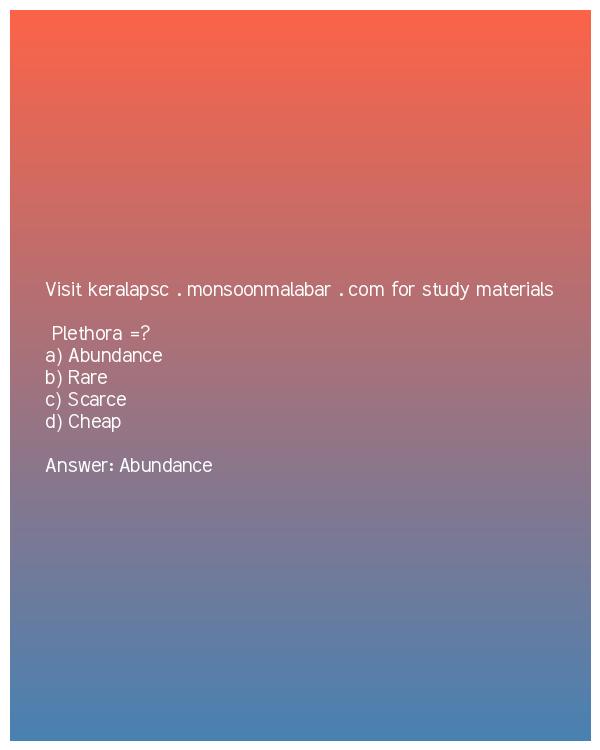 Visit keralapsc . monsoonmalabar . com for study materials
Plethora =?
a) Abundance
b) Rare
c) Scarce
d) Cheap
Answer: Abundance